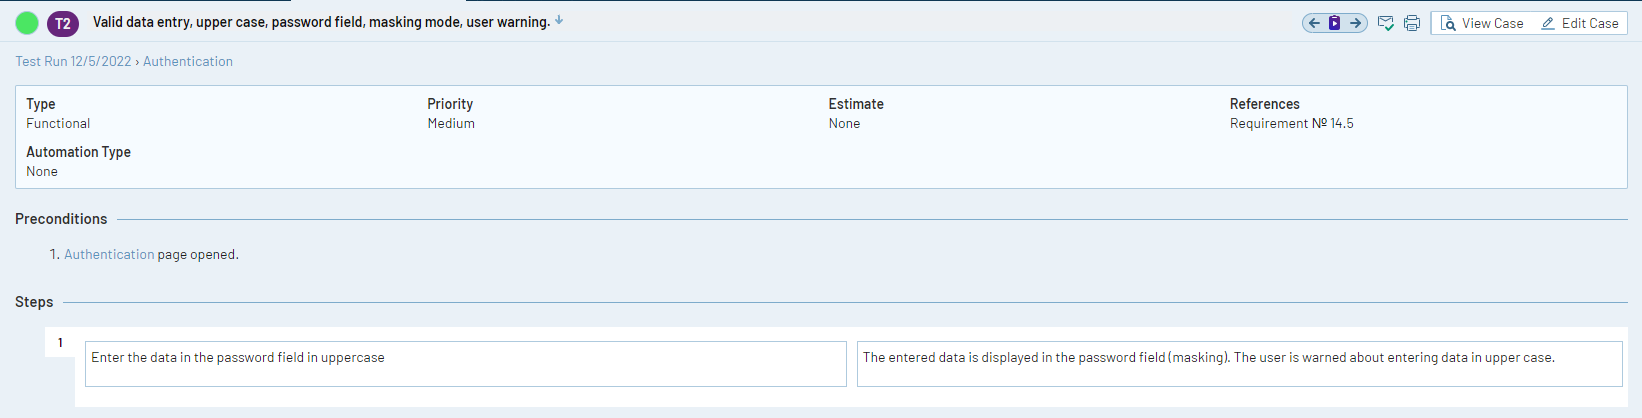 T2 Valid data entry, upper case, password field, masking mode, user warning.
View Case Edit Case
Test Run 12/5/2022 › Authentication
Type Priority Estimate References
Functional Medium None Requirement № 14.5
Automation Type
None
Preconditions
1. Authentication page opened.
Steps
1
Enter the data in the password field in uppercase
The entered data is displayed in the password field (masking). The user is warned about entering data in upper case.